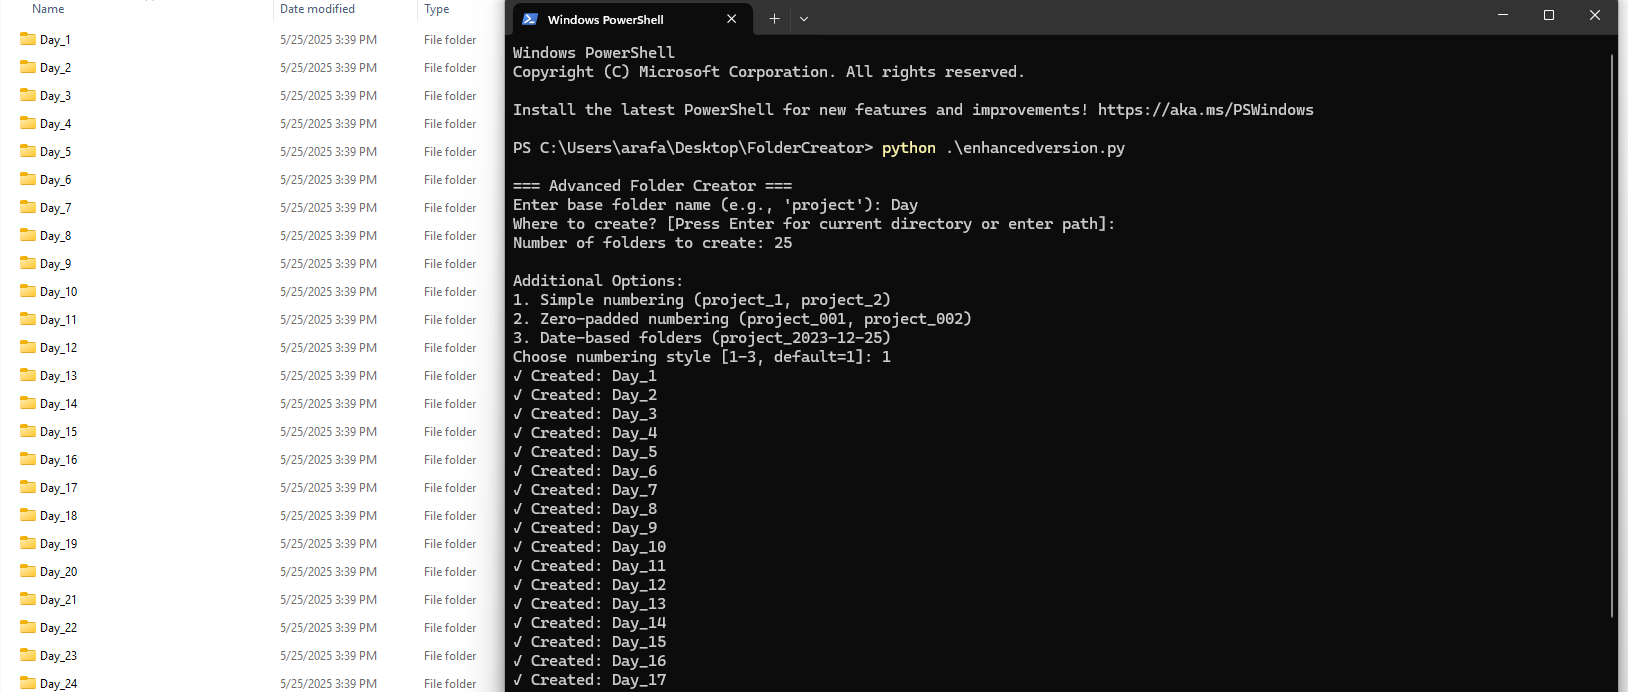 Name Date modified Type
Day_1 5/25/2025 3:39 PM File folder
Day_2 5/25/2025 3:39 PM File folder
Day_3 5/25/2025 3:39 PM File folder
Day_4 5/25/2025 3:39 PM File folder
Day_5 5/25/2025 3:39 PM File folder
Day_6 5/25/2025 3:39 PM File folder
Day_7 5/25/2025 3:39 PM File folder
Day_8 5/25/2025 3:39 PM File folder
Day_9 5/25/2025 3:39 PM File folder
Day_10 5/25/2025 3:39 PM File folder
Day_11 5/25/2025 3:39 PM File folder
Day_12 5/25/2025 3:39 PM File folder
Day_13 5/25/2025 3:39 PM File folder
Day_14 5/25/2025 3:39 PM File folder
Day_15 5/25/2025 3:39 PM File folder
Day_16 5/25/2025 3:39 PM File folder
Day_17 5/25/2025 3:39 PM File folder
Day_18 5/25/2025 3:39 PM File folder
Day_19 5/25/2025 3:39 PM File folder
Day_20 5/25/2025 3:39 PM File folder
Day_21 5/25/2025 3:39 PM File folder
Day_22 5/25/2025 3:39 PM File folder
Day_23 5/25/2025 3:39 PM File folder
Day_24 5/25/2025 3:39 PM File folder
Windows PowerShell
Windows PowerShell
Copyright (C) Microsoft Corporation. All rights reserved.
Install the latest PowerShell for new features and improvements! https://aka.ms/PSWindows
PS C:\Users\arafa\Desktop\FolderCreator> python .\enhancedversion.py
=== Advanced Folder Creator ===
Enter base folder name (e.g., 'project'): Day
Where to create? [Press Enter for current directory or enter path]:
Number of folders to create: 25
Additional Options:
1. Simple numbering (project_1, project_2)
2. Zero-padded numbering (project_001, project_002)
3. Date-based folders (project_2023-12-25)
Choose numbering style [1-3, default=1]: 1
√ Created: Day_1
√ Created: Day_2
√ Created: Day_3
√ Created: Day_4
√ Created: Day_5
√ Created: Day_6
√ Created: Day_7
√ Created: Day_8
√ Created: Day_9
√ Created: Day_10
√ Created: Day_11
√ Created: Day_12
√ Created: Day_13
√ Created: Day_14
√ Created: Day_15
√ Created: Day_16
√ Created: Day_17